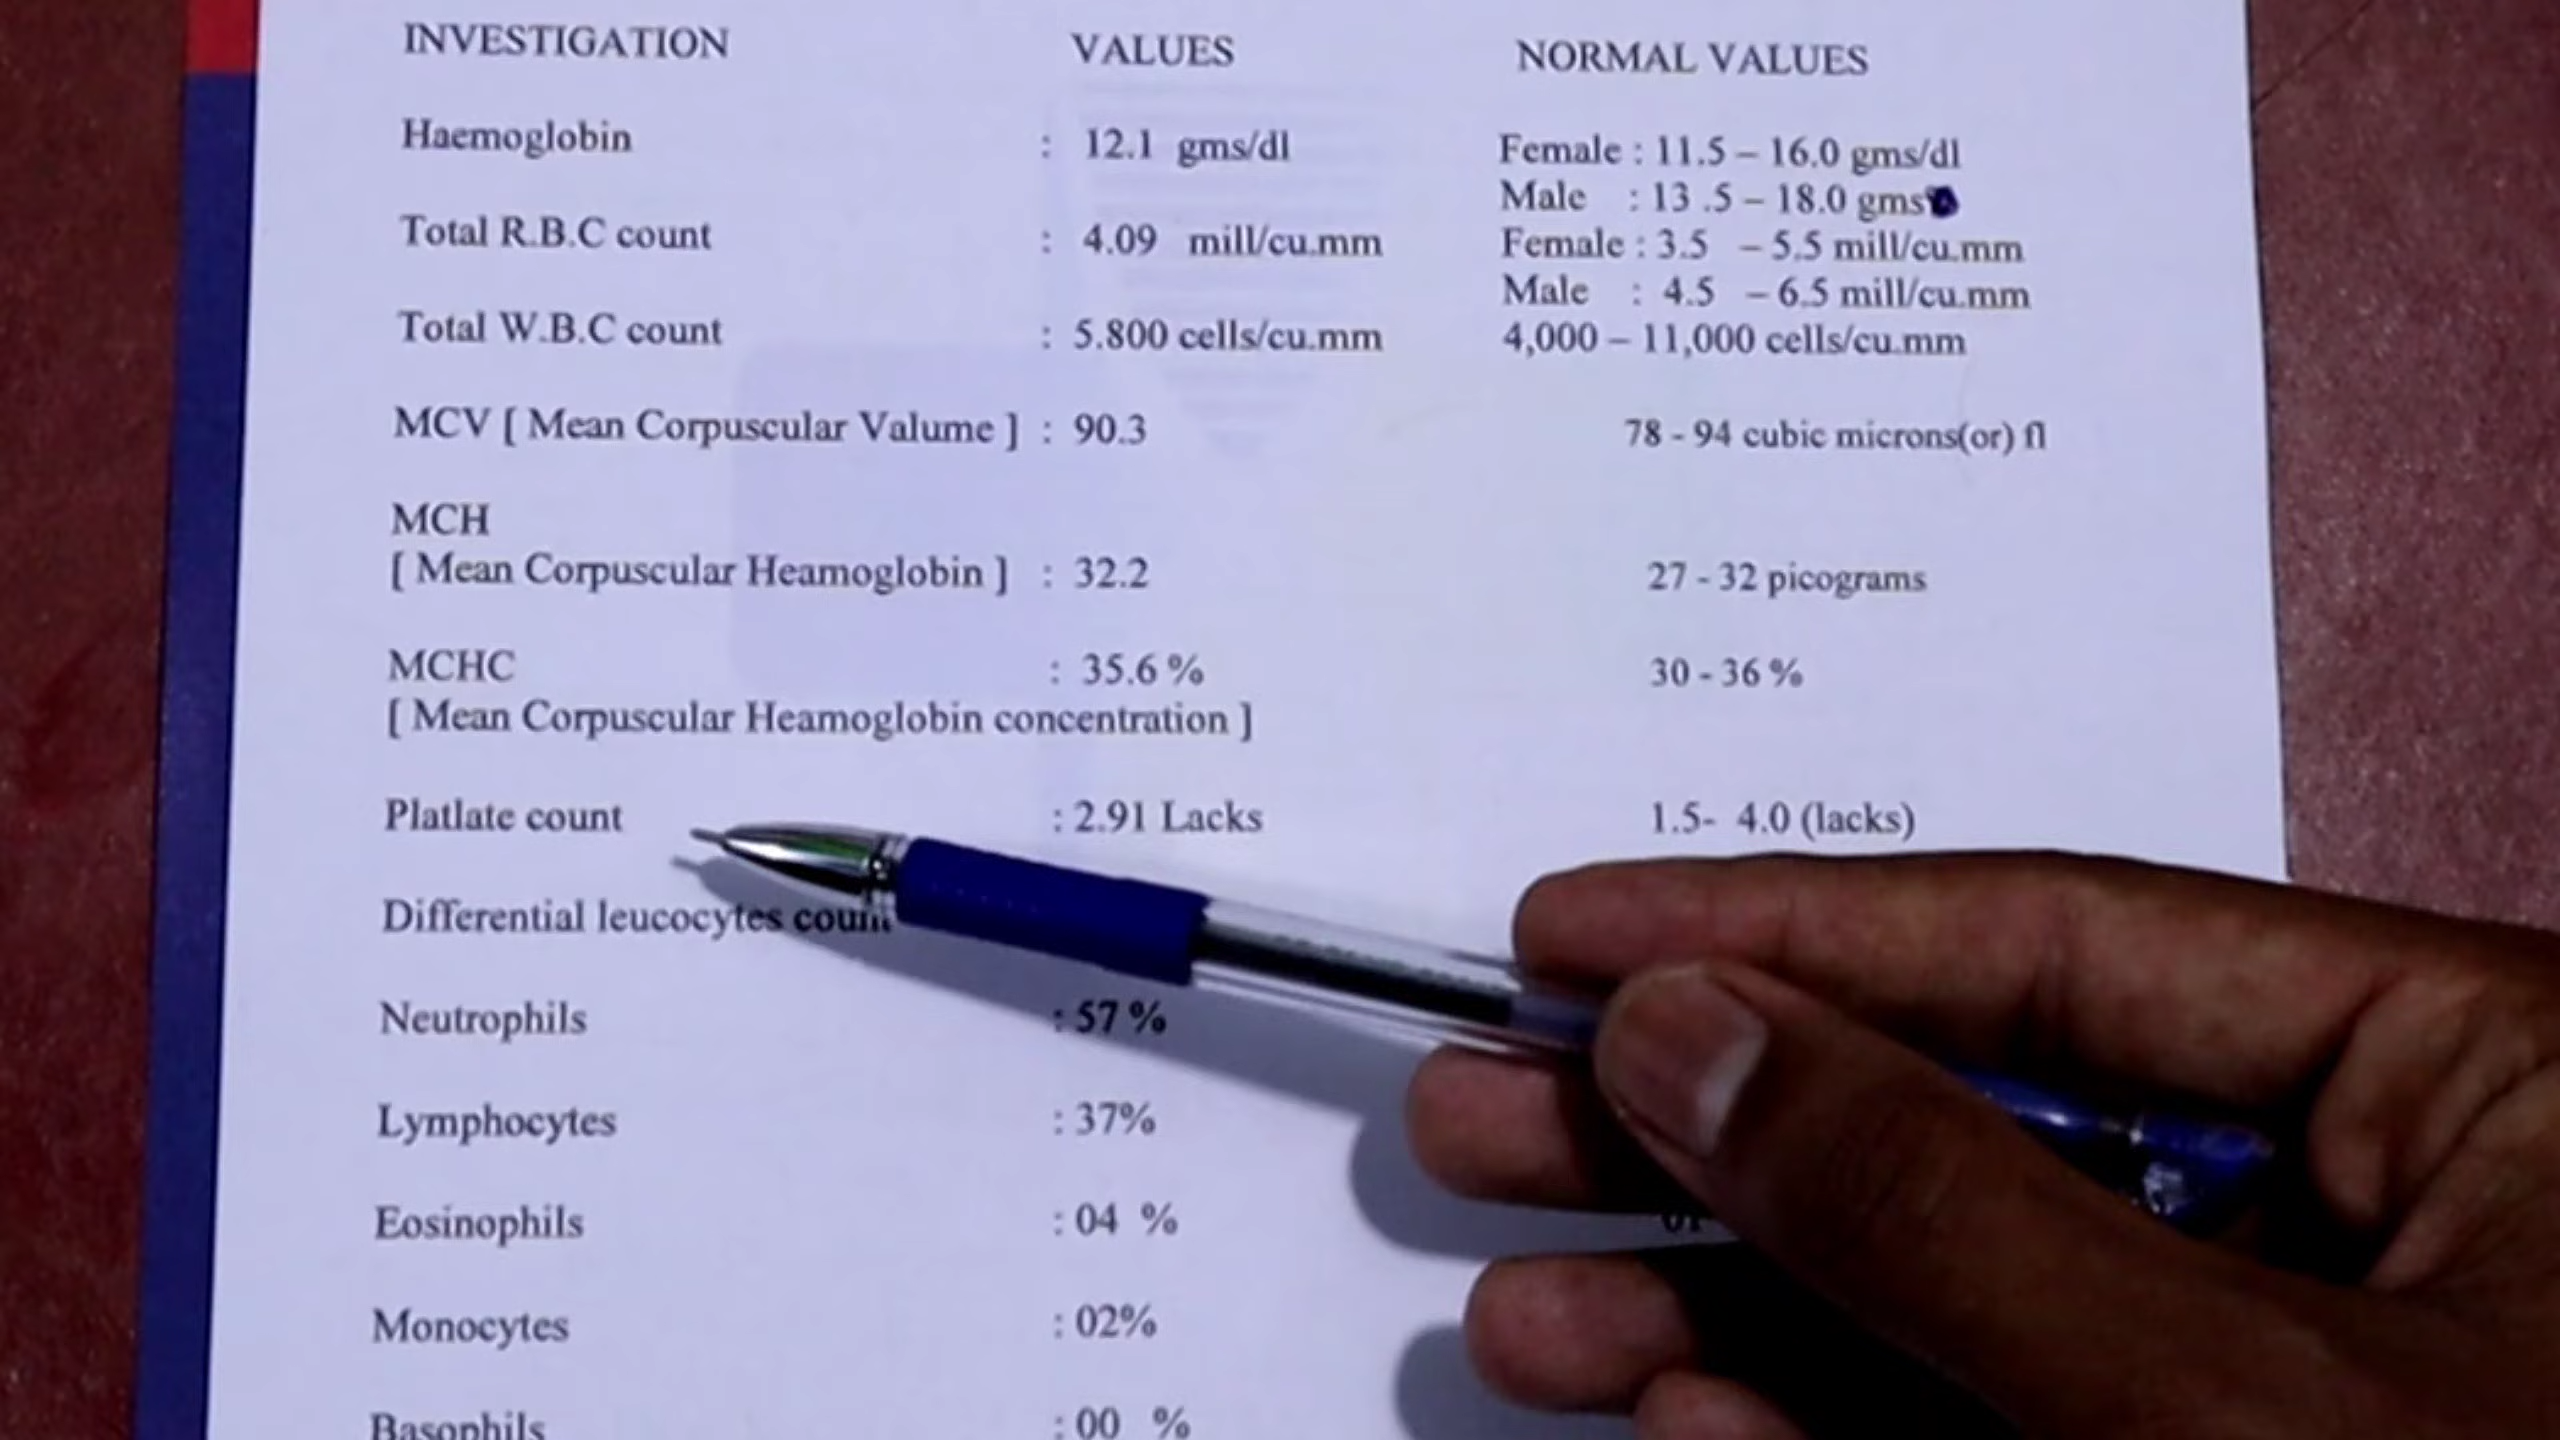 INVESTIGATION VALUES NORMAL VALUES
Haemoglobin : 12.1 gms/dl Female : 11.5 – 16.0 gms/dl
Male : 13 .5 – 18.0 gms
Total R.B.C count : 4.09 mill/cu.mm Female : 3.5 – 5.5 mill/cu.mm
Male : 4.5 – 6.5 mill/cu.mm
Total W.B.C count : 5.800 cells/cu.mm 4,000 – 11,000 cells/cu.mm
MCV [ Mean Corpuscular Valume ] : 90.3 78 - 94 cubic microns(or) fl
MCH
[ Mean Corpuscular Heamoglobin ] : 32.2 27 - 32 picograms
MCHC : 35.6 % 30 - 36 %
[ Mean Corpuscular Heamoglobin concentration ]
Platlate count : 2.91 Lacks 1.5- 4.0 (lacks)
Differential leucocytes count
Neutrophils : 57 %
Lymphocytes : 37%
Eosinophils : 04 %
Monocytes : 02%
Basophils : 00 %